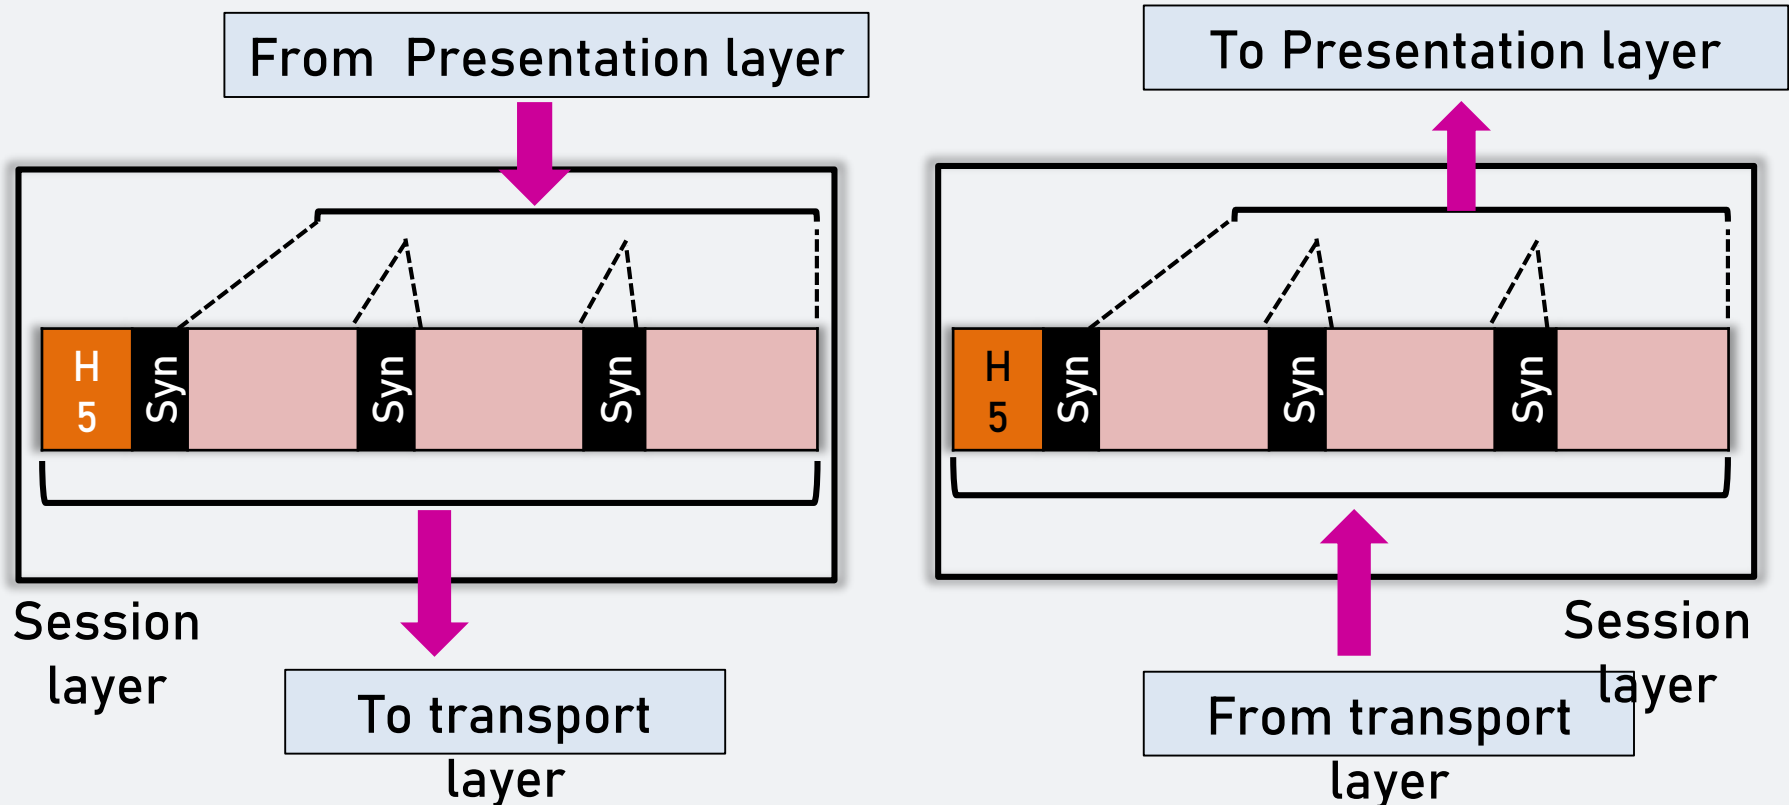 From Presentation layer
H
5
Syn
Syn
Syn
Session
layer
To transport
layer
To Presentation layer
H
5
Syn
Syn
Syn
Session
layer
From transport
layer